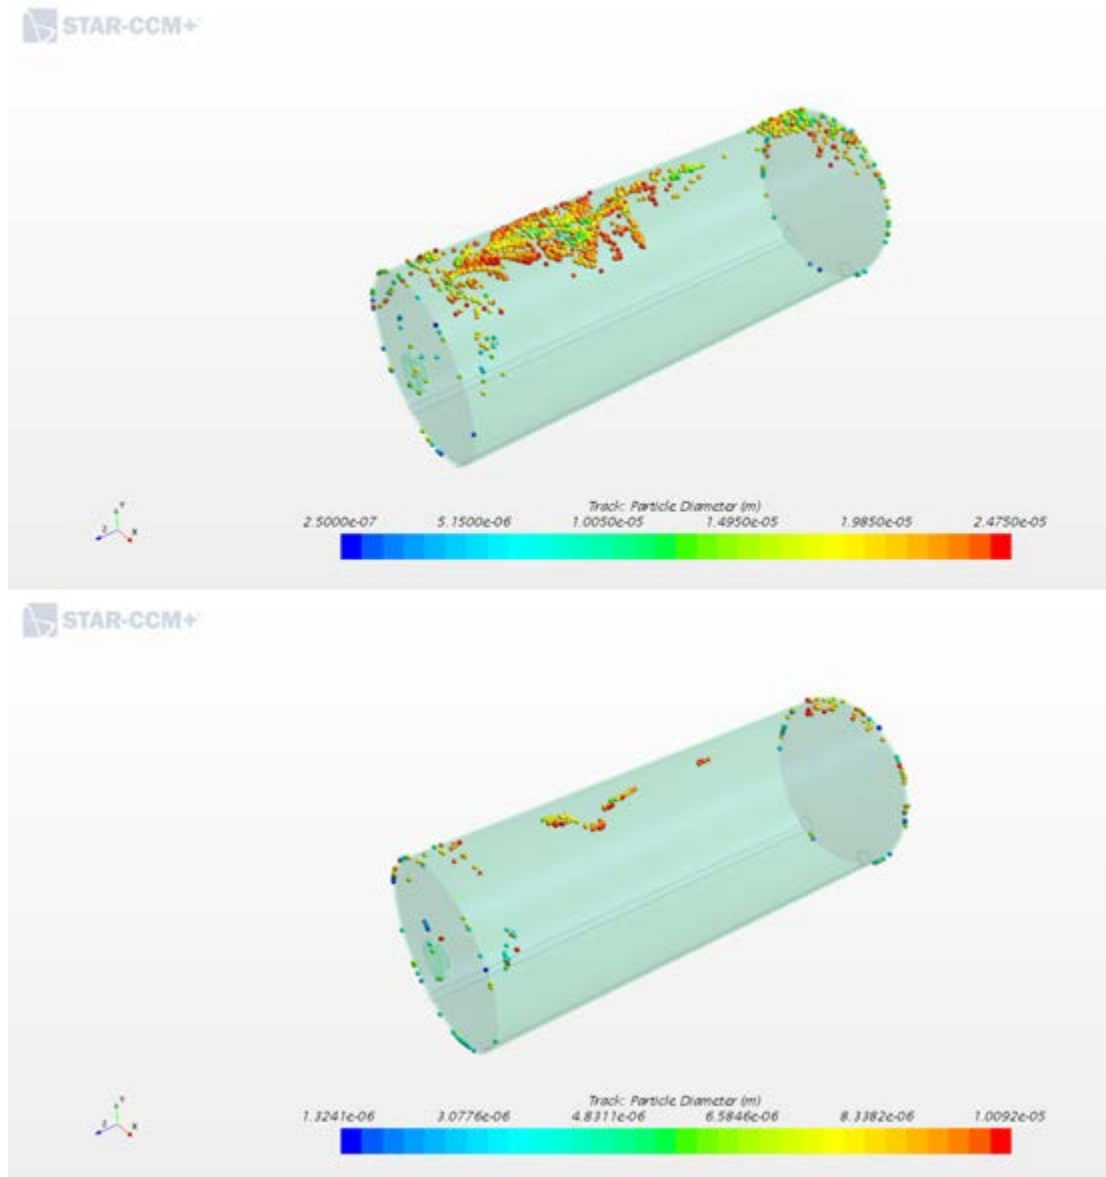 STAR-CCM+
Track: Particle Diameter (m)
2.5000e-07 5.1500e-06 1.0050e-05 1.4950e-05 1.9850e-05 2.4750e-05
Y
Z X
STAR-CCM+
Track: Particle Diameter (m)
1.3241e-06 3.0776e-06 4.8311e-06 6.5846e-06 8.3382e-06 1.0092e-05
Y
Z X